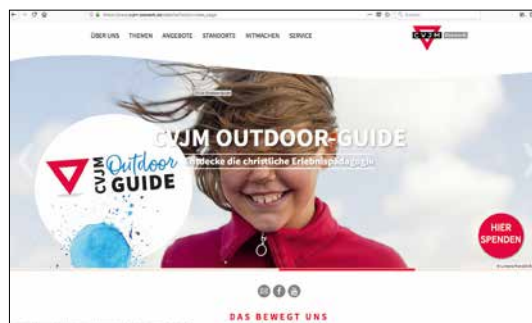 ÜBER UNS THEMEN ANGEBOTE STANDORTS MITMACHEN SERVICE
CVJM
CVJM OUTDOOR-GUIDE
Entdecke die christliche Erlebnispädagogik
CVJM Outdoor
GUIDE
HIER
SPENDEN
DAS BEWEGT UNS